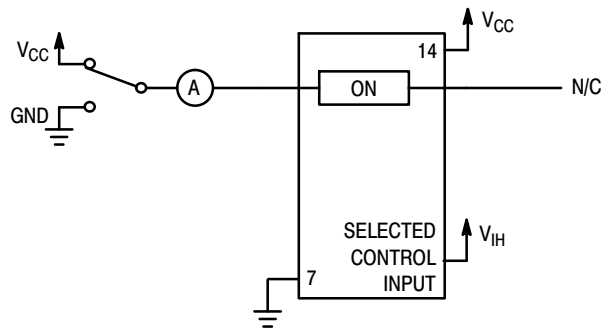 VCC
GND
A
ON
14
VCC
N/C
SELECTED
CONTROL
INPUT
VIH
7